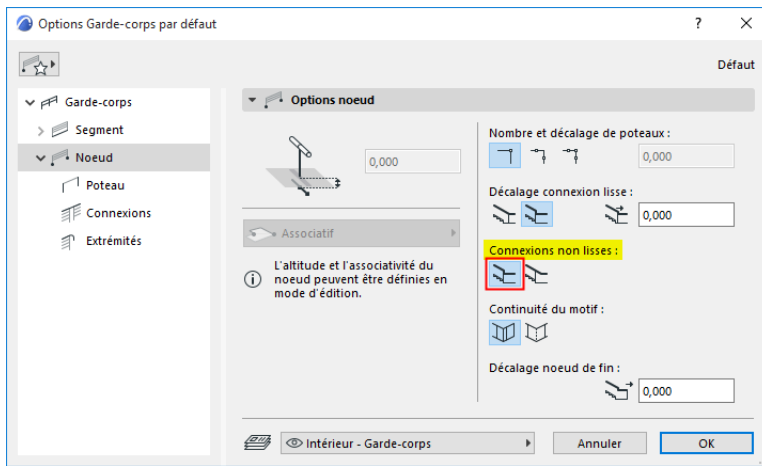 Options Garde-corps par défaut
?
Défaut
Garde-corps
Segment
Noeud
Poteau
Connexions
Extrémités
Options noeud
0,000
Associatif
L'altitude et l'associativité du
noeud peuvent être définies en
mode d'édition.
Nombre et décalage de poteaux :
0,000
Décalage connexion lisse :
0,000
Connexions non lisses :
Continuité du motif :
Décalage noeud de fin :
0,000
Intérieur - Garde-corps
Annuler
OK